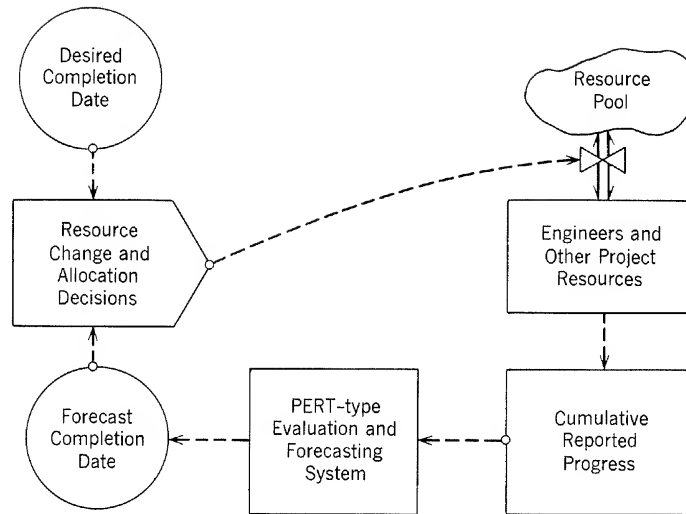 Desired
Completion
Date
Resource
Pool
Resource
Change and
Allocation
Decisions
Engineers and
Other Project
Resources
Forecast
Completion
Date
PERT-type
Evaluation and
Forecasting
System
Cumulative
Reported
Progress